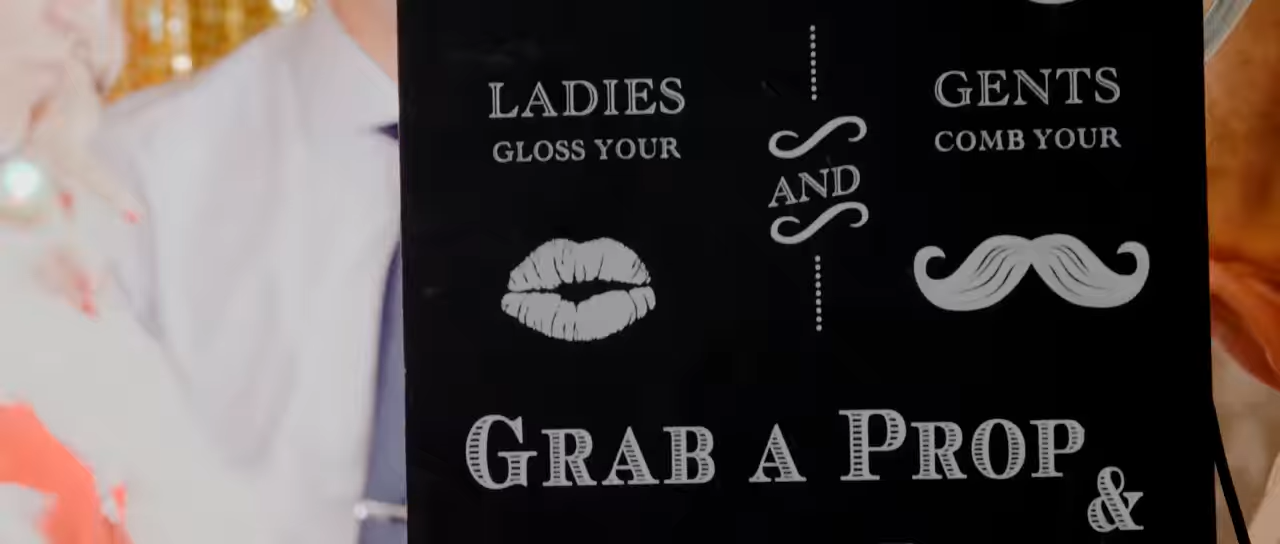 LADIES
GLOSS YOUR
AND
GENTS
COMB YOUR
GRAB A PROP
&